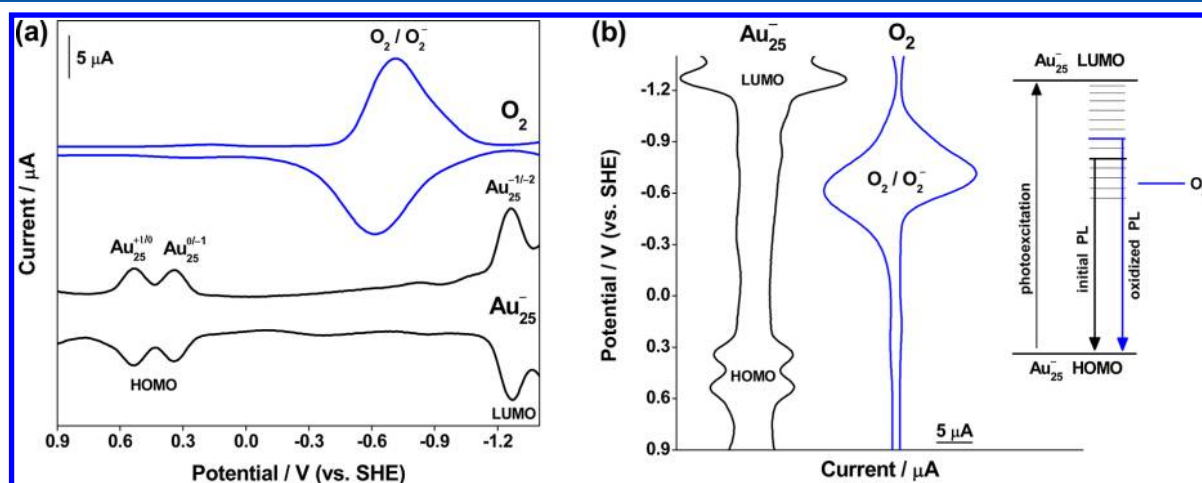 (a)
5 μA
O₂ / O₂⁻
O₂
Au₂₅⁻¹/⁻²
Au₂₅⁺¹/⁰
Au₂₅⁰/⁻¹
Au₂₅⁻
HOMO
LUMO
Current / μA
0.9 0.6 0.3 0.0 -0.3 -0.6 -0.9 -1.2
Potential / V (vs. SHE)
(b)
Au₂₅⁻
O₂
LUMO
O₂ / O₂⁻
HOMO
5 μA
-1.2
-0.9
-0.6
-0.3
0.0
0.3
0.6
0.9
Potential / V (vs. SHE)
Current / μA
Au₂₅⁻ LUMO
photoexcitation
initial PL
oxidized PL
O
Au₂₅⁻ HOMO